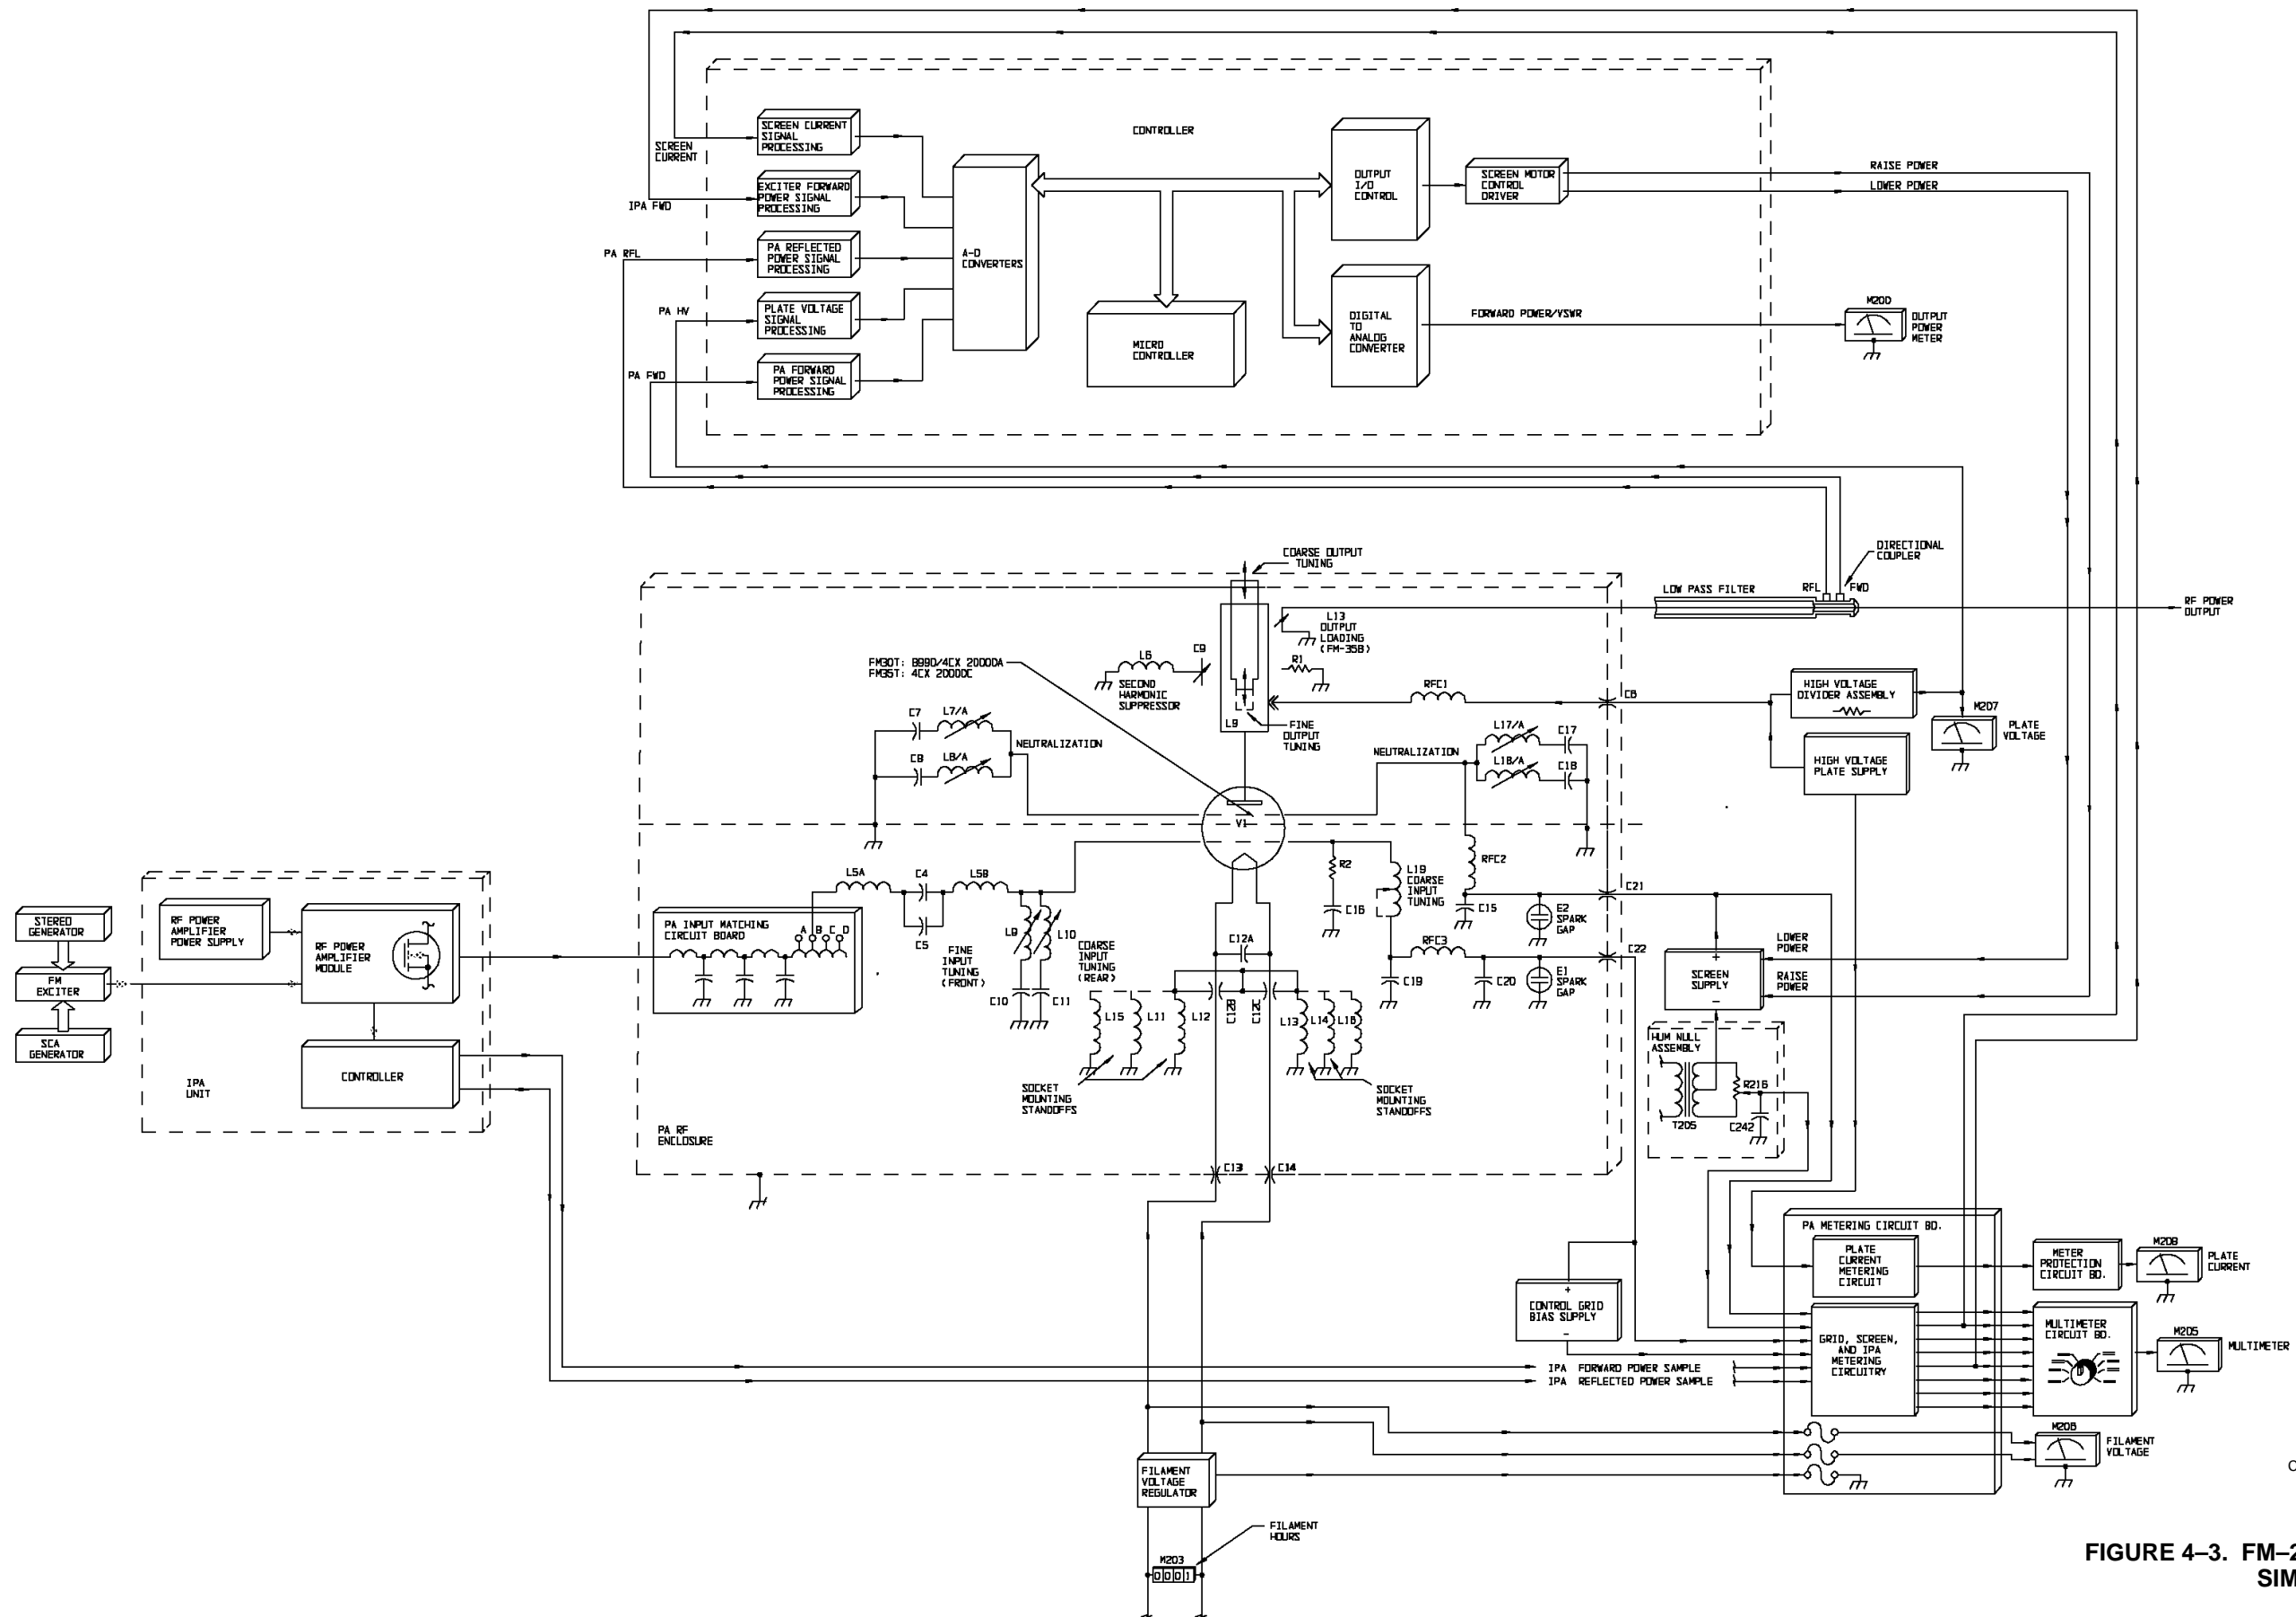 CONTROLLER
SCREEN CURRENT
SIGNAL
PROCESSING
SCREEN
CURRENT
EXCITER FORWARD
POWER SIGNAL
PROCESSING
IPA FWD
PA REFLECTED
POWER SIGNAL
PROCESSING
PA RFL
PLATE VOLTAGE
SIGNAL
PROCESSING
PA HV
PA FORWARD
POWER SIGNAL
PROCESSING
PA FWD
A-D
CONVERTERS
MICRO
CONTROLLER
OUTPUT
I/O
CONTROL
SCREEN MOTOR
CONTROL
DRIVER
RAISE POWER
LOWER POWER
DIGITAL
TO
ANALOG
CONVERTER
FORWARD POWER/VSWR
M200
OUTPUT
POWER
METER
COARSE OUTPUT
TUNING
DIRECTIONAL
COUPLER
LOW PASS FILTER
RFL
FWD
RF POWER
OUTPUT
L13
OUTPUT
LOADING
(FM-35B)
R1
FM30T: 8990/4CX 20000A
FM35T: 4CX 20000C
L6
C9
SECOND
HARMONIC
SUPPRESSOR
L9
FINE
OUTPUT
TUNING
RFC1
C6
HIGH VOLTAGE
DIVIDER ASSEMBLY
M207
PLATE
VOLTAGE
HIGH VOLTAGE
PLATE SUPPLY
C7
L7/A
C8
L8/A
NEUTRALIZATION
NEUTRALIZATION
L17/A
C17
L18/A
C18
V1
RFC2
R2
C16
L19
COARSE
INPUT
TUNING
C15
E2
SPARK
GAP
C21
RFC3
C22
C19
C20
E1
SPARK
GAP
L5A
C4
L5B
C5
PA INPUT MATCHING
CIRCUIT BOARD
A B C D
FINE
INPUT
TUNING
(FRONT)
L9
L10
COARSE
INPUT
TUNING
(REAR)
C10
C11
C12A
C12B
C12C
L15
L11
L12
L13
L14
L16
SOCKET
MOUNTING
STANDOFFS
SOCKET
MOUNTING
STANDOFFS
PA RF
ENCLOSURE
C13
C14
STEREO
GENERATOR
FM
EXCITER
SCA
GENERATOR
RF POWER
AMPLIFIER
POWER SUPPLY
RF POWER
AMPLIFIER
MODULE
CONTROLLER
IPA
UNIT
SCREEN
SUPPLY
+
−
LOWER
POWER
RAISE
POWER
HUM NULL
ASSEMBLY
T205
R216
C242
PA METERING CIRCUIT BD.
PLATE
CURRENT
METERING
CIRCUIT
METER
PROTECTION
CIRCUIT BD.
M208
PLATE
CURRENT
+
CONTROL GRID
BIAS SUPPLY
−
GRID, SCREEN,
AND IPA
METERING
CIRCUITRY
MULTIMETER
CIRCUIT BD.
M205
MULTIMETER
IPA FORWARD POWER SAMPLE
IPA REFLECTED POWER SAMPLE
M206
FILAMENT
VOLTAGE
FILAMENT
VOLTAGE
REGULATOR
FILAMENT
HOURS
M203
0001
FIGURE 4–3. FM–2
SIM